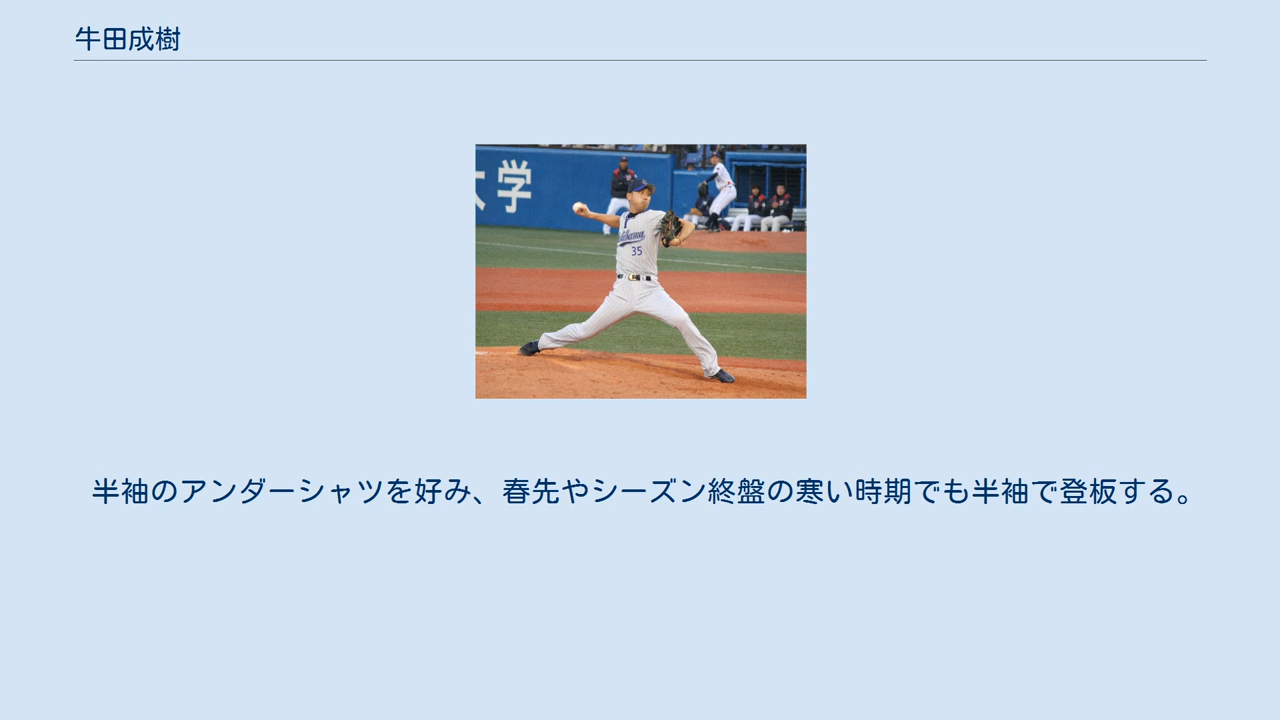 牛田成樹
学
35
半袖のアンダーシャツを好み、春先やシーズン終盤の寒い時期でも半袖で登板する。